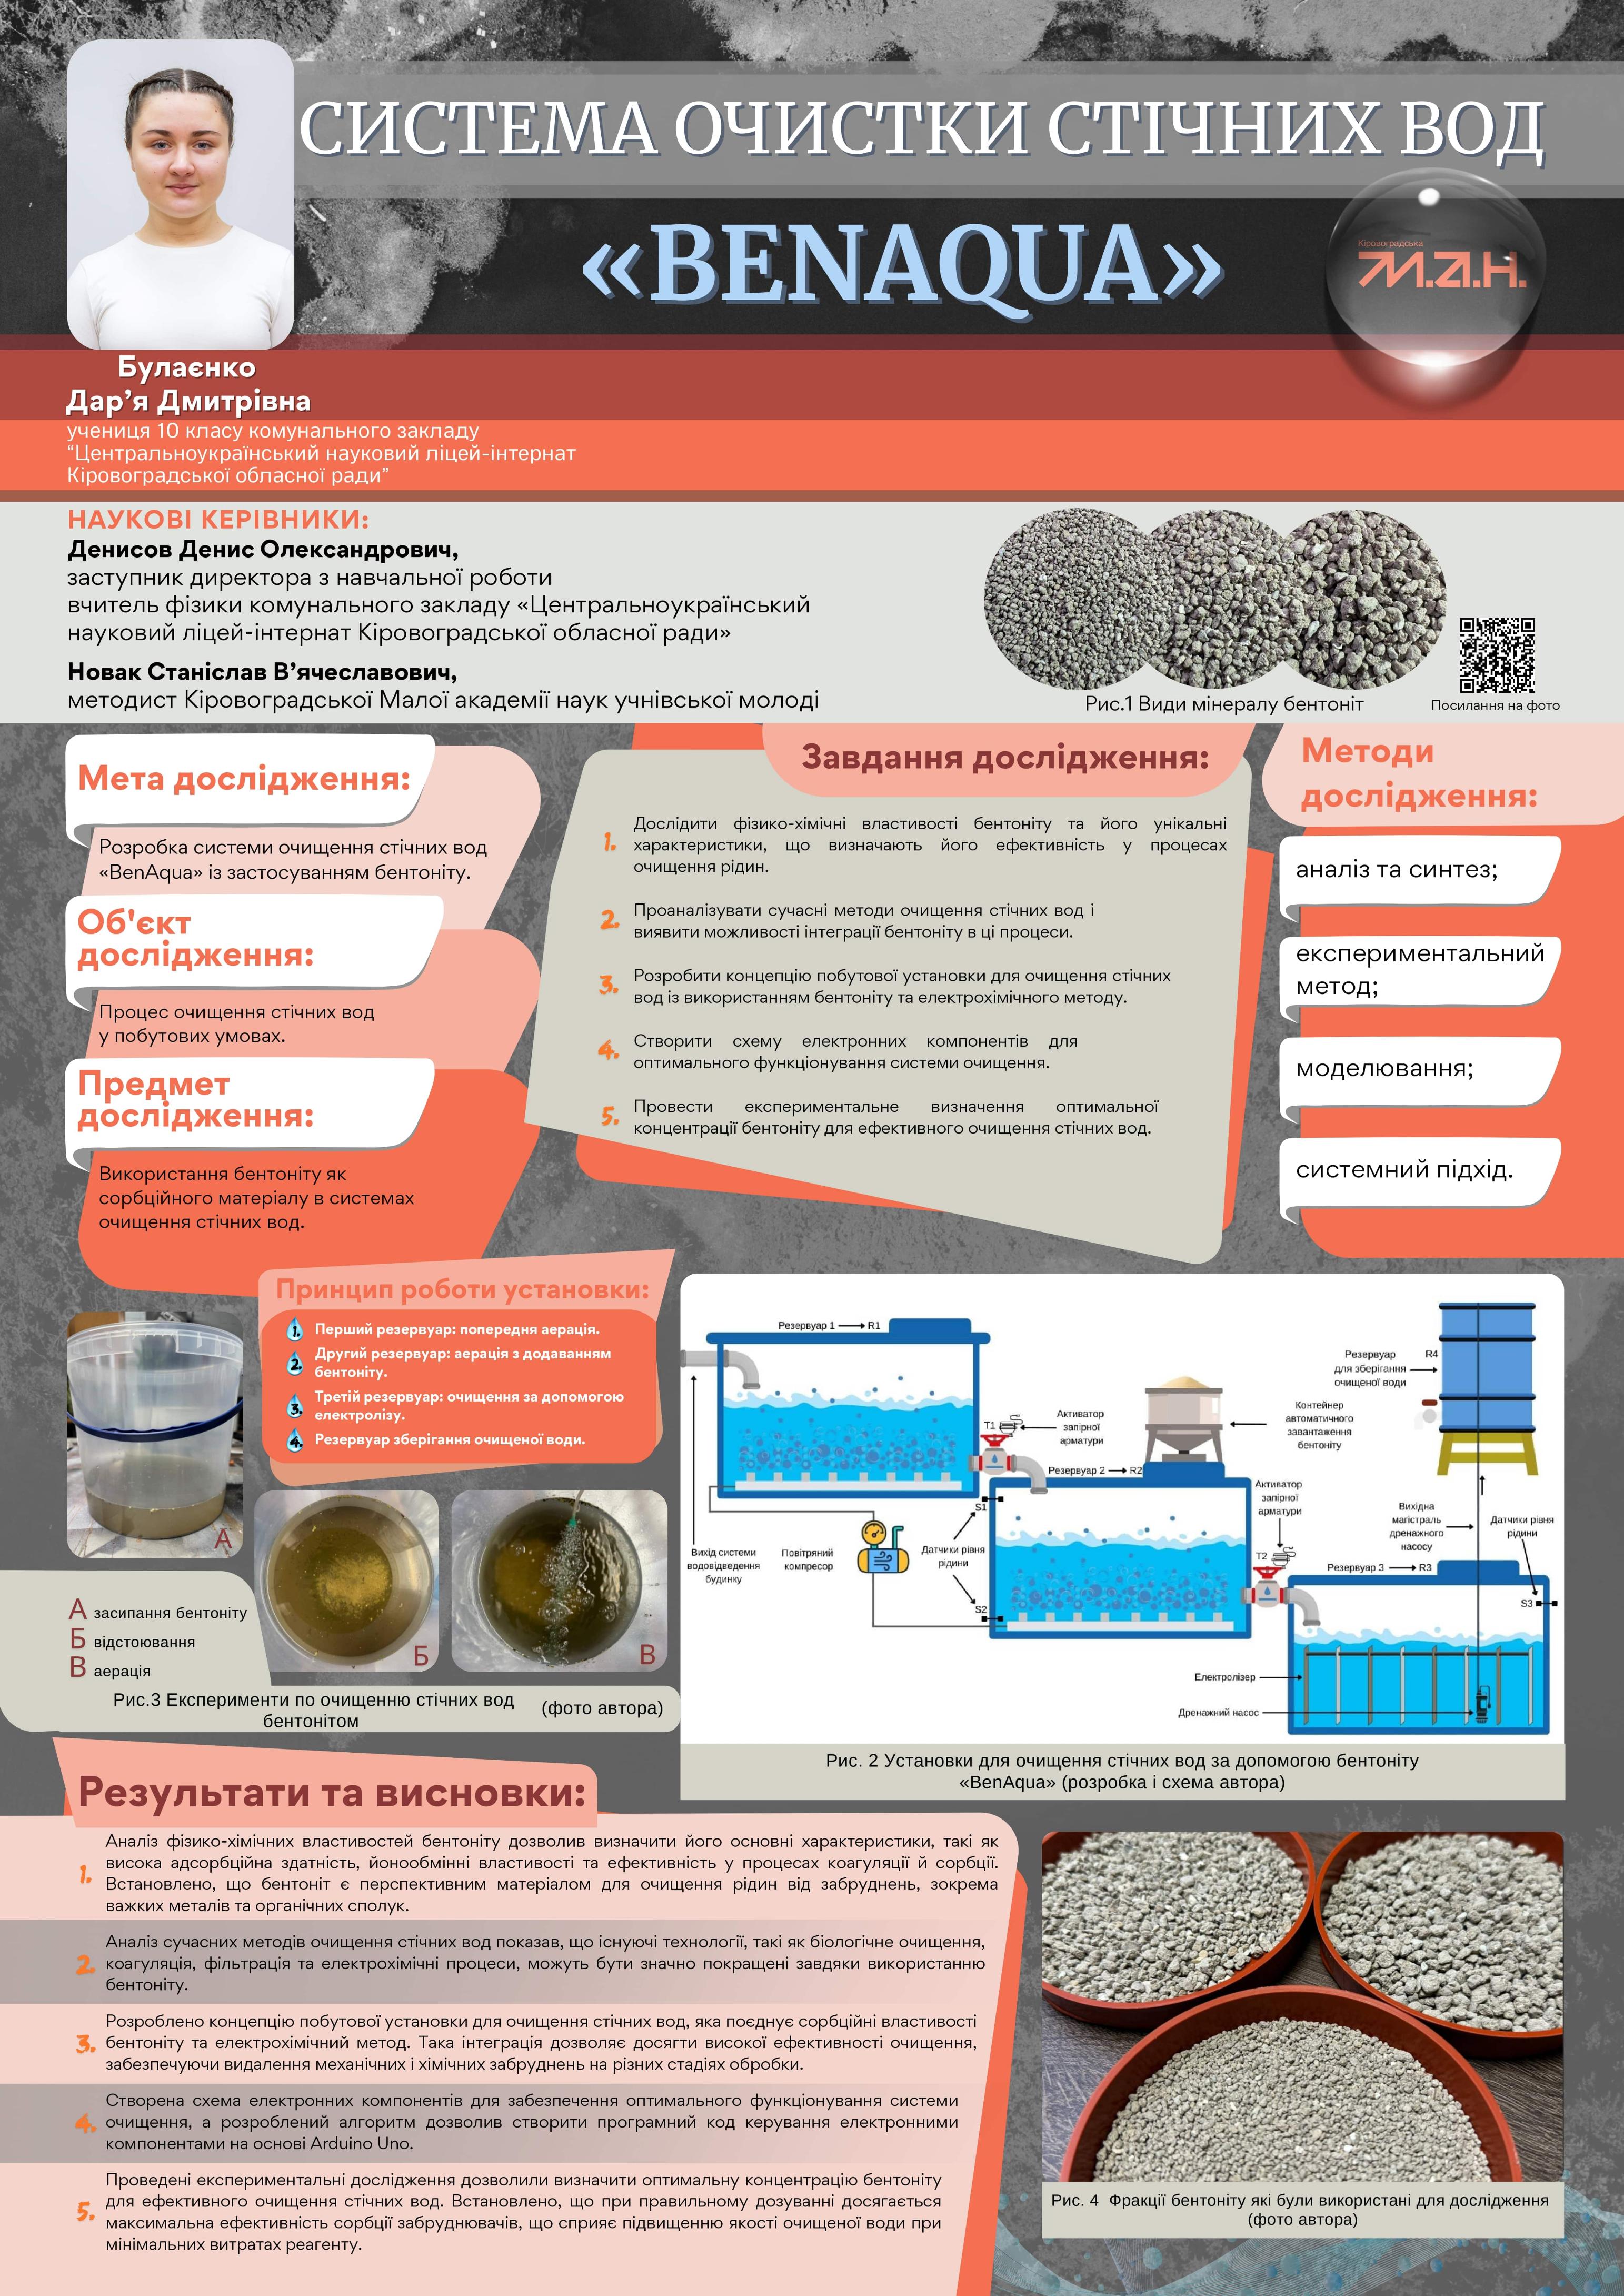 СИСТЕМА ОЧИСТКИ СТІЧНИХ ВОД
«BENAQUA»
Кіровоградська
М.А.Н.
Булаєнко
Дар’я Дмитрівна
учениця 10 класу комунального закладу
“Центральноукраїнський науковий ліцей-інтернат
Кіровоградської обласної ради”
НАУКОВІ КЕРІВНИКИ:
Денисов Денис Олександрович,
заступник директора з навчальної роботи
вчитель фізики комунального закладу «Центральноукраїнський
науковий ліцей-інтернат Кіровоградської обласної ради»
Новак Станіслав В’ячеславович,
методист Кіровоградської Малої академії наук учнівської молоді
Рис.1 Види мінералу бентоніт
Посилання на фото
Мета дослідження:
Розробка системи очищення стічних вод
«BenAqua» із застосуванням бентоніту.
Об'єкт
дослідження:
Процес очищення стічних вод
у побутових умовах.
Предмет
дослідження:
Використання бентоніту як
сорбційного матеріалу в системах
очищення стічних вод.
Завдання дослідження:
1. Дослідити фізико-хімічні властивості бентоніту та його унікальні
характеристики, що визначають його ефективність у процесах
очищення рідин.
2. Проаналізувати сучасні методи очищення стічних вод і
виявити можливості інтеграції бентоніту в ці процеси.
3. Розробити концепцію побутової установки для очищення стічних
вод із використанням бентоніту та електрохімічного методу.
4. Створити схему електронних компонентів для
оптимального функціонування системи очищення.
5. Провести експериментальне визначення оптимальної
концентрації бентоніту для ефективного очищення стічних вод.
Методи
дослідження:
аналіз та синтез;
експериментальний
метод;
моделювання;
системний підхід.
Принцип роботи установки:
1. Перший резервуар: попередня аерація.
2. Другий резервуар: аерація з додаванням
бентоніту.
3. Третій резервуар: очищення за допомогою
електролізу.
4. Резервуар зберігання очищеної води.
А
Б
В
А засипання бентоніту
Б відстоювання
В аерація
Рис.3 Експерименти по очищенню стічних вод
бентонітом
(фото автора)
Резервуар 1 → R1
Т1
Активатор
запірної
арматури
Резервуар 2 → R2
Контейнер
автоматичного
завантаження
бентоніту
Резервуар
для зберігання
очищеної води
R4
S1
Активатор
запірної
арматури
Т2
Вихідна
магістраль
дренажного
насосу
Датчики рівня
рідини
Вихід системи
водовідведення
будинку
Повітряний
компресор
Датчики рівня
рідини
S2
Резервуар 3 → R3
S3
Електролізер
Дренажний насос
Рис. 2 Установки для очищення стічних вод за допомогою бентоніту
«BenAqua» (розробка і схема автора)
Результати та висновки:
1. Аналіз фізико-хімічних властивостей бентоніту дозволив визначити його основні характеристики, такі як
висока адсорбційна здатність, йонообмінні властивості та ефективність у процесах коагуляції й сорбції.
Встановлено, що бентоніт є перспективним матеріалом для очищення рідин від забруднень, зокрема
важких металів та органічних сполук.
2. Аналіз сучасних методів очищення стічних вод показав, що існуючі технології, такі як біологічне очищення,
коагуляція, фільтрація та електрохімічні процеси, можуть бути значно покращені завдяки використанню
бентоніту.
3. Розроблено концепцію побутової установки для очищення стічних вод, яка поєднує сорбційні властивості
бентоніту та електрохімічний метод. Така інтеграція дозволяє досягти високої ефективності очищення,
забезпечуючи видалення механічних і хімічних забруднень на різних стадіях обробки.
4. Створена схема електронних компонентів для забезпечення оптимального функціонування системи
очищення, а розроблений алгоритм дозволив створити програмний код керування електронними
компонентами на основі Arduino Uno.
5. Проведені експериментальні дослідження дозволили визначити оптимальну концентрацію бентоніту
для ефективного очищення стічних вод. Встановлено, що при правильному дозуванні досягається
максимальна ефективність сорбції забруднювачів, що сприяє підвищенню якості очищеної води при
мінімальних витратах реагенту.
Рис. 4 Фракції бентоніту які були використані для дослідження
(фото автора)